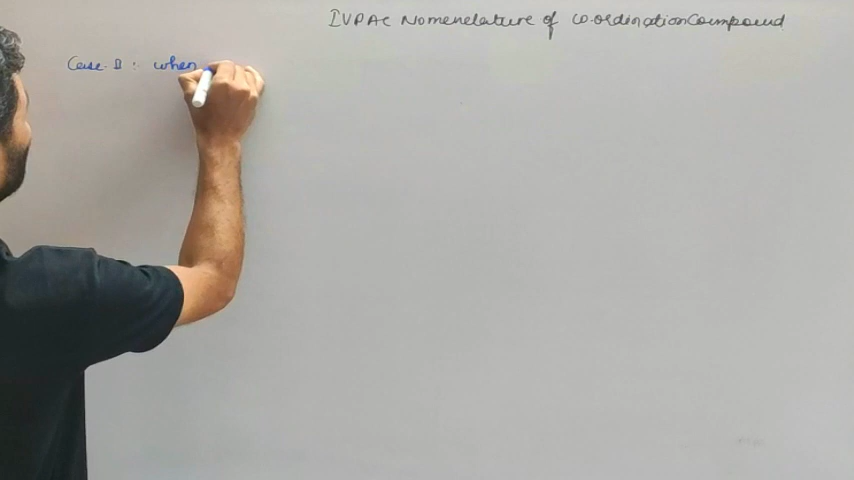 IUPAC Nomenclature of Co-ordination Compound
Case-II : when